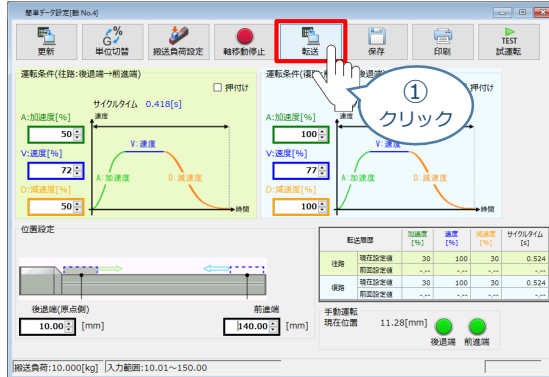 簡単データ設定[軸 No.4]
更新
単位切替
搬送負荷設定
軸移動停止
転送
保存
印刷
TEST
試運転
運転条件(往路:後退端→前進端)
押付け
サイクルタイム 0.418[s]
A:加速度[%]
50
V:速度[%]
72
D:減速度[%]
50
速度
V:速度
A:加速度
D:減速度
時間
運転条件(復路
後退端)
押付け
A:加速度[%]
100
V:速度[%]
77
D:減速度[%]
100
速度
V:速度
A:加速度
D:減速度
時間
①
クリック
位置設定
後退端(原点側)
10.00 [mm]
前進端
140.00 [mm]
転送履歴 加速度[%] 速度[%] 減速度[%] サイクルタイム[s]
往路 現在設定値 30 100 30 0.524
前回設定値 -.-- -.-- -.-- -.--
復路 現在設定値 30 100 30 0.524
前回設定値 -.-- -.-- -.-- -.--
手動運転
現在位置 11.28[mm]
後退端 前進端
搬送負荷:10.000[kg] 入力範囲:10.01～150.00